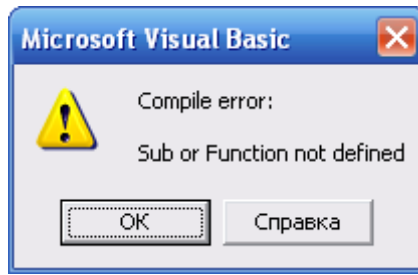 Microsoft Visual Basic
Compile error:
Sub or Function not defined
OK
Справка